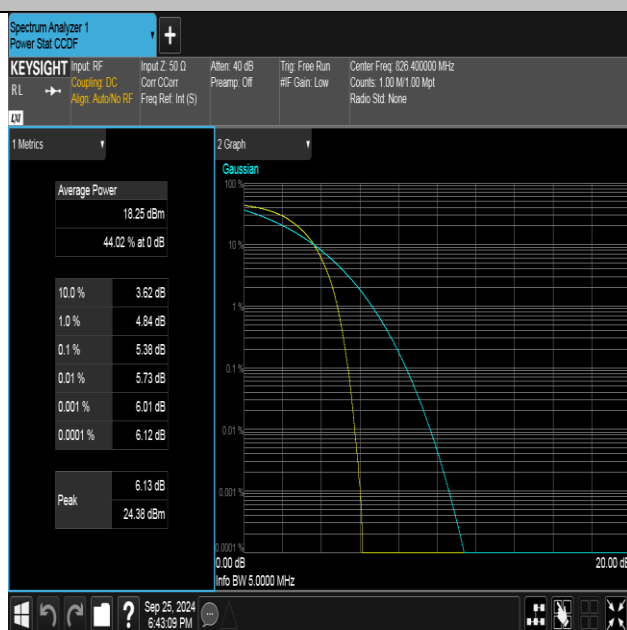 Spectrum Analyzer 1
Power Stat CCDF
KEYSIGHT
RL
LXI
Input: RF
Coupling: DC
Align: Auto/No RF
Input Z: 50 Ω
Corr CCorr
Freq Ref: Int (S)
Atten: 40 dB
Preamp: Off
Trig: Free Run
#IF Gain: Low
Center Freq: 826.400000 MHz
Counts: 1.00 M/1.00 Mpt
Radio Std: None
1 Metrics
Average Power
18.25 dBm
44.02 % at 0 dB
10.0 % 3.62 dB
1.0 % 4.84 dB
0.1 % 5.38 dB
0.01 % 5.73 dB
0.001 % 6.01 dB
0.0001 % 6.12 dB
Peak
6.13 dB
24.38 dBm
2 Graph
Gaussian
100 %
10 %
1 %
0.1 %
0.01 %
0.001 %
0.0001 %
0.00 dB 20.00 dB
Info BW 5.0000 MHz
?
Sep 25, 2024
6:43:09 PM